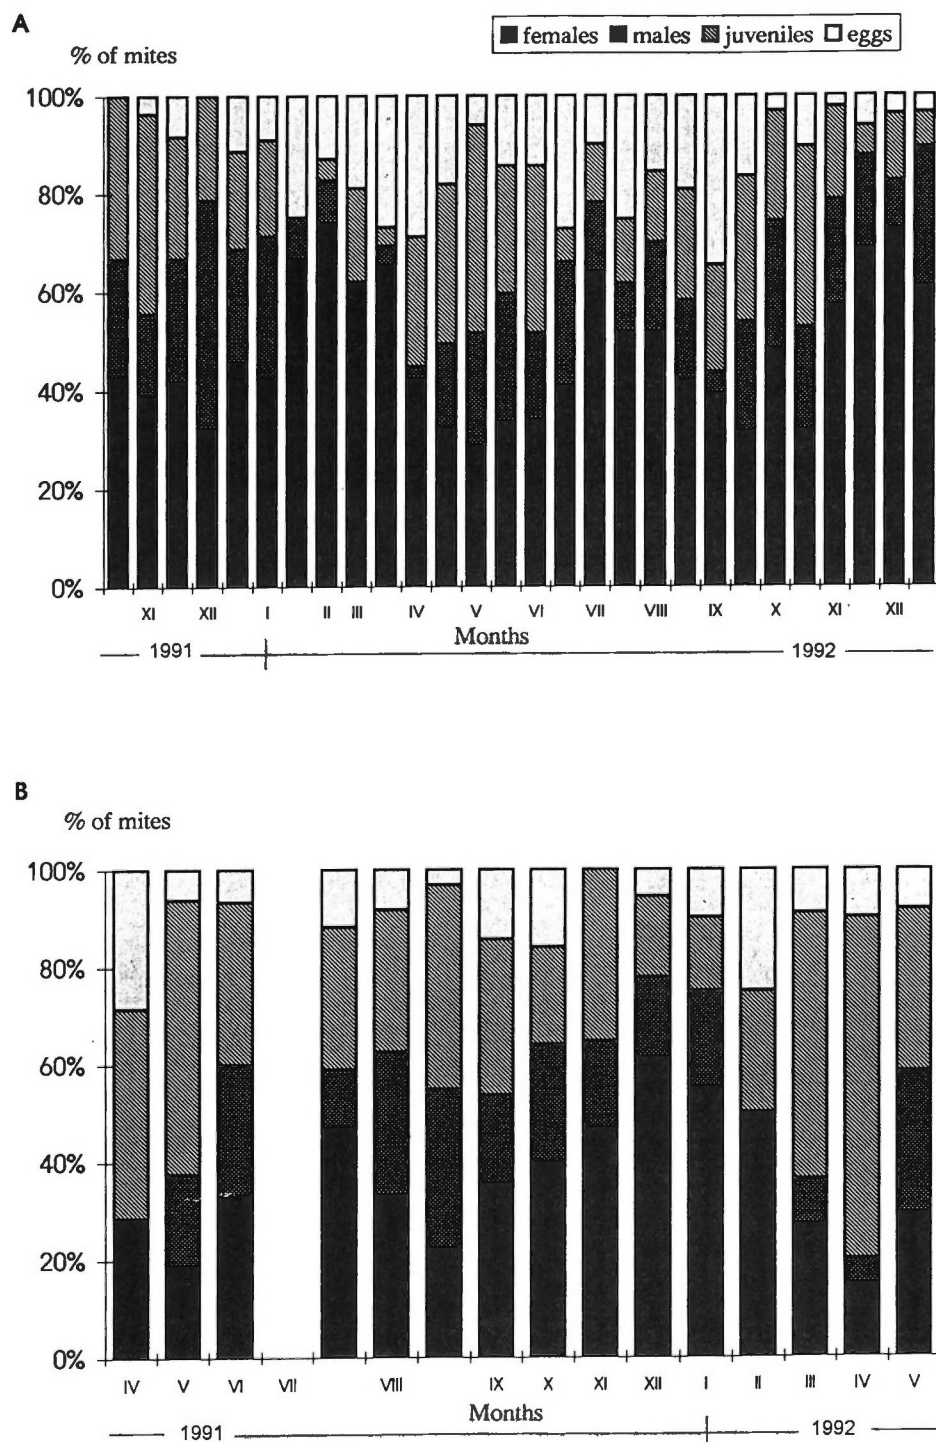 A
females males juveniles eggs
% of mites
100%
80%
60%
40%
20%
0%
XI XII I II III IV V VI VII VIII IX X XI XII
Months
1991 1992
B
% of mites
100%
80%
60%
40%
20%
0%
IV V VI VII VIII IX X XI XII I II III IV V
Months
1991 1992